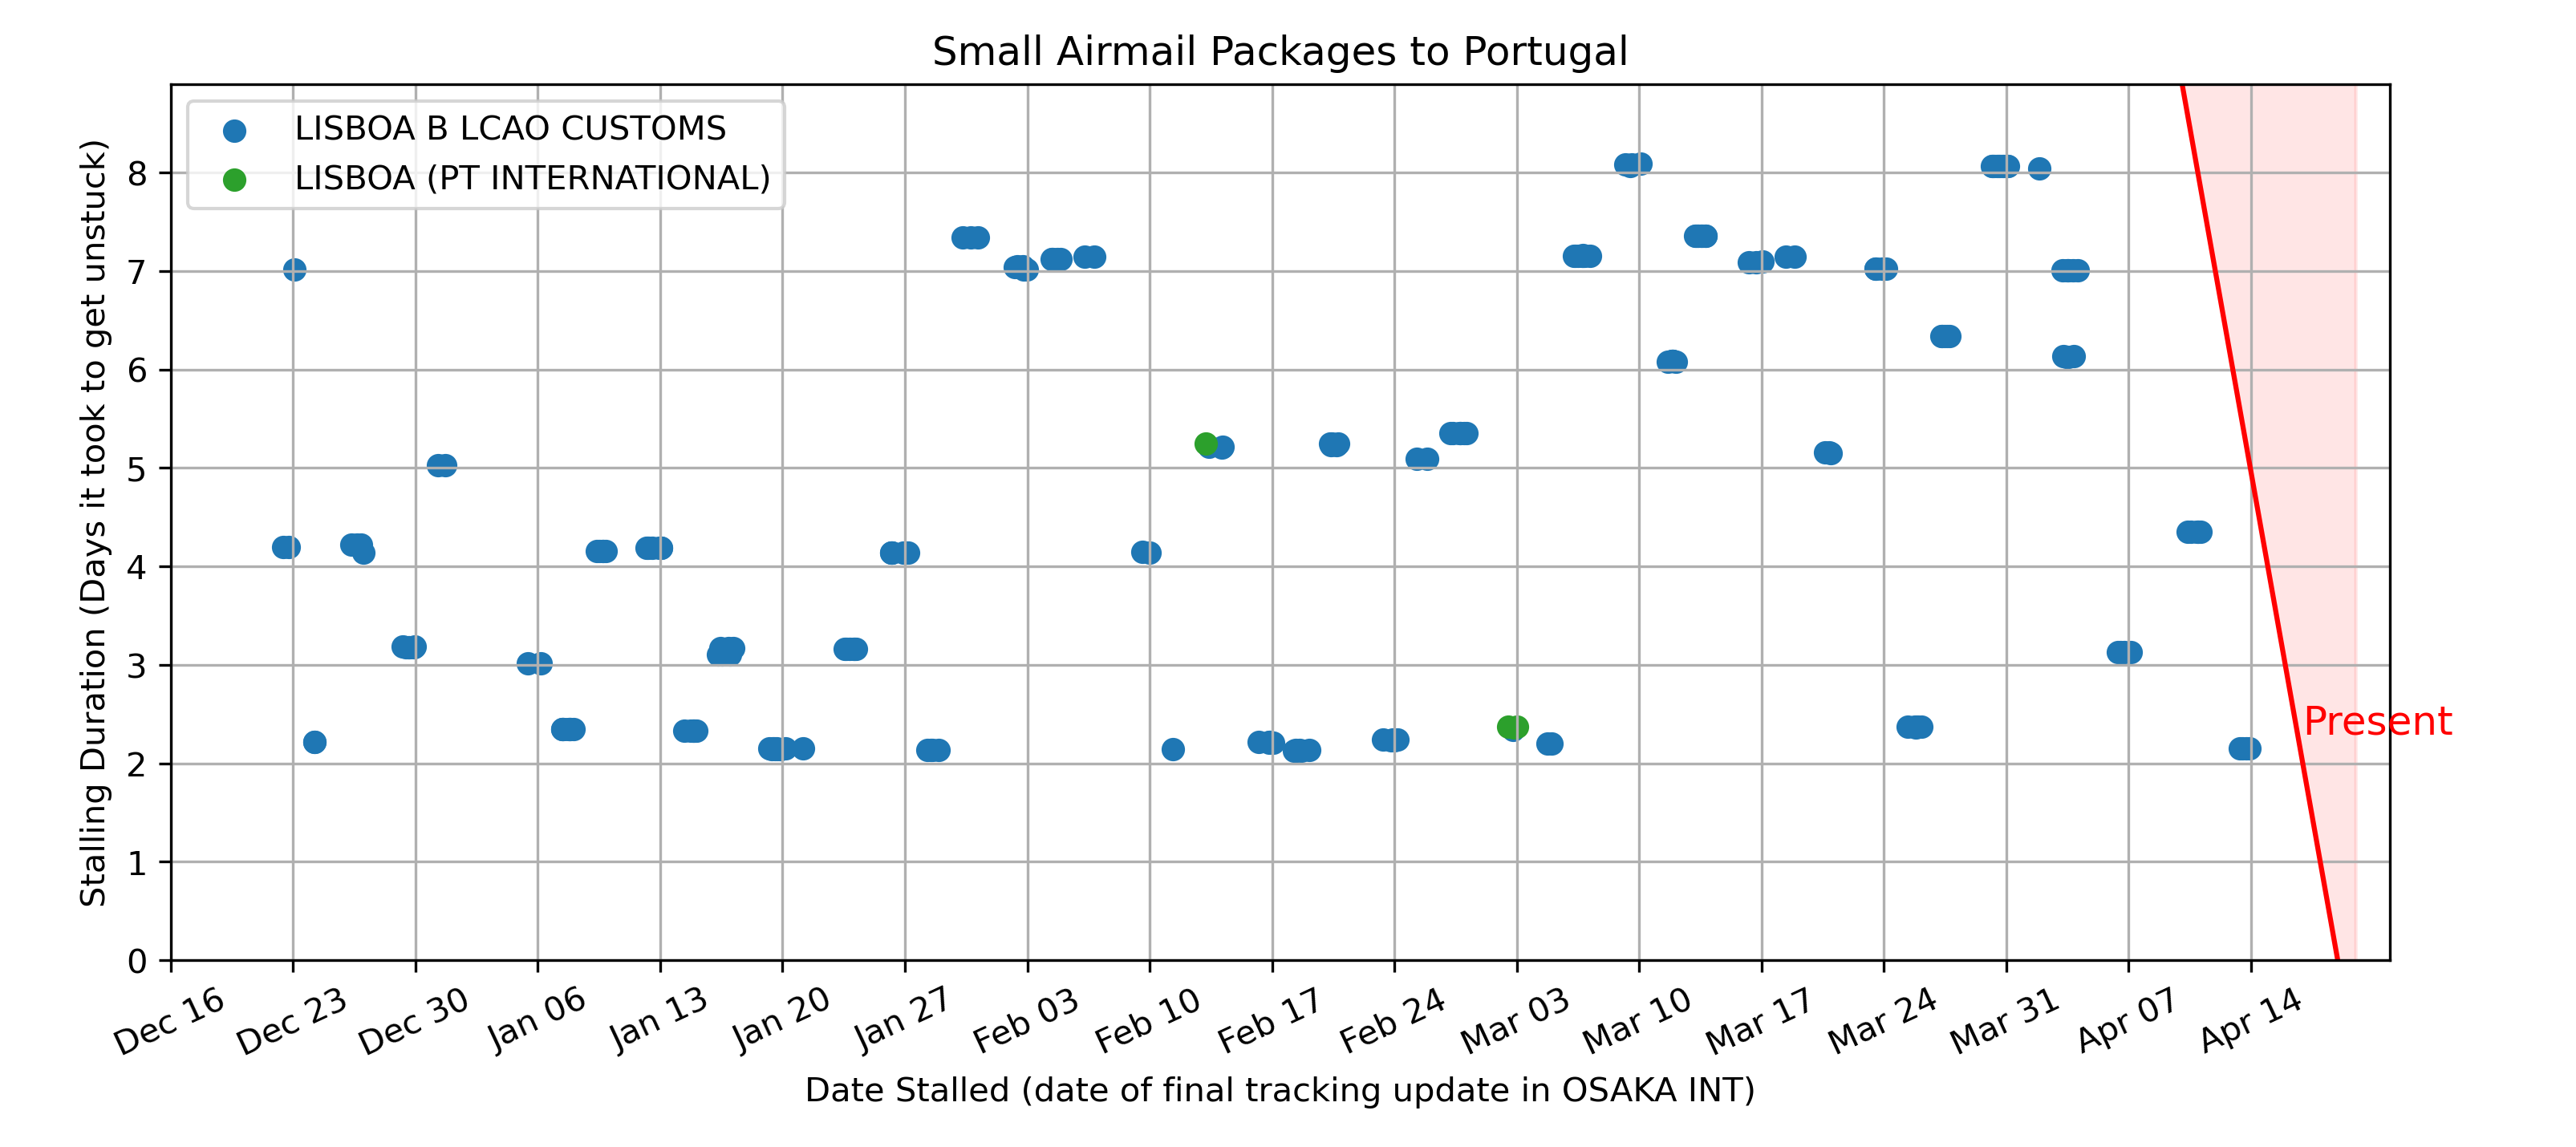 Small Airmail Packages to Portugal
LISBOA B LCAO CUSTOMS
LISBOA (PT INTERNATIONAL)
Stalling Duration (Days it took to get unstuck)
8
7
6
5
4
3
2
1
0
Present
Dec 16
Dec 23
Dec 30
Jan 06
Jan 13
Jan 20
Jan 27
Feb 03
Feb 10
Feb 17
Feb 24
Mar 03
Mar 10
Mar 17
Mar 24
Mar 31
Apr 07
Apr 14
Date Stalled (date of final tracking update in OSAKA INT)